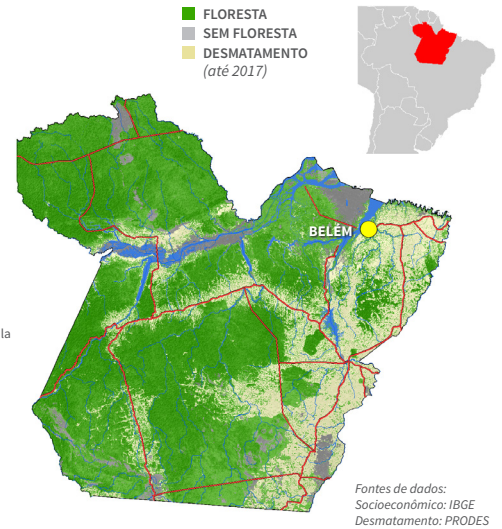 FLORESTA
SEM FLORESTA
DESMATAMENTO
(até 2017)
BELÉM
la
Fontes de dados:
Socioeconômico: IBGE
Desmatamento: PRODES